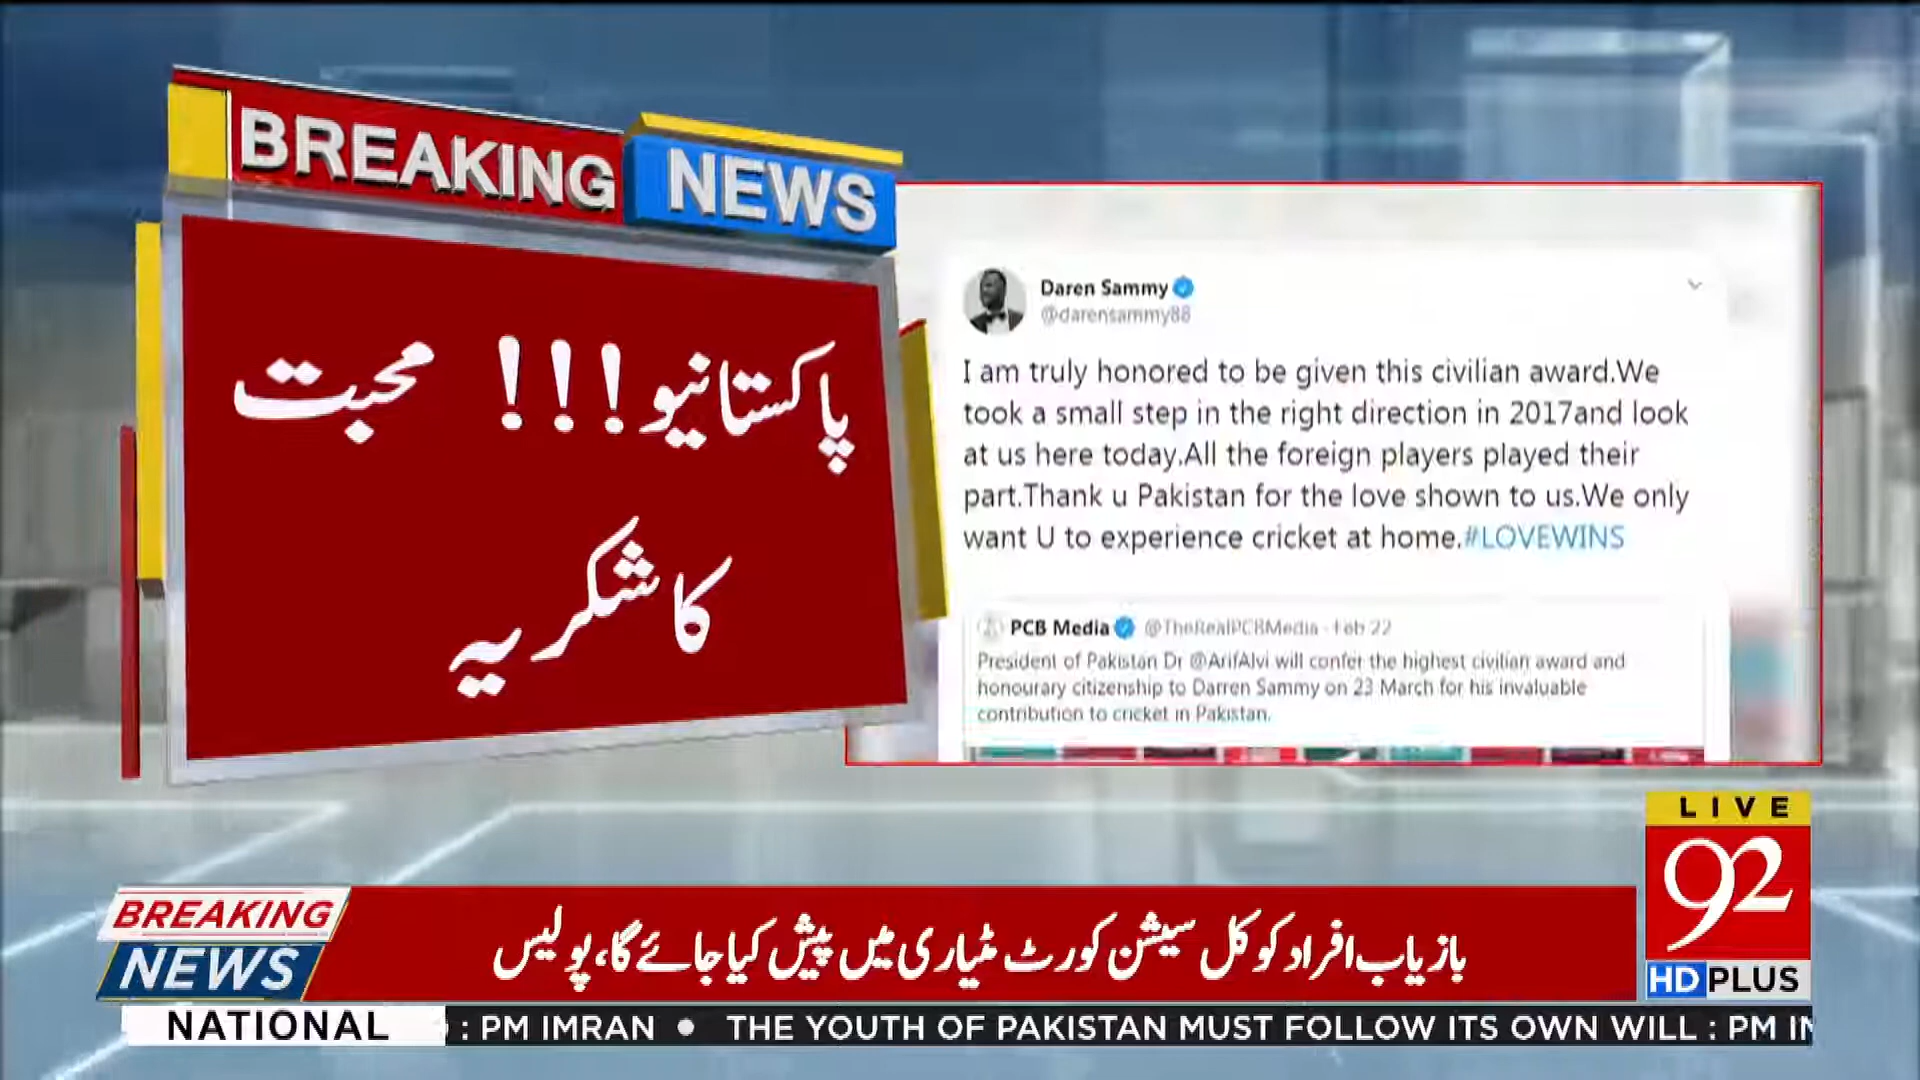 BREAKING NEWS
پاکستانیو!!! محبت
کا شکریہ
Daren Sammy
@darensammy88
I am truly honored to be given this civilian award.We
took a small step in the right direction in 2017and look
at us here today.All the foreign players played their
part.Thank u Pakistan for the love shown to us.We only
want U to experience cricket at home.#LOVEWINS
PCB Media @TheRealPCBMedia · Feb 22
President of Pakistan Dr @ArifAlvi will confer the highest civilian award and
honourary citizenship to Darren Sammy on 23 March for his invaluable
contribution to cricket in Pakistan.
LIVE
92
HD PLUS
BREAKING
NEWS
بازیاب افراد کو کل سیشن کورٹ مٹیاری میں پیش کیا جائے گا، پولیس
NATIONAL
: PM IMRAN ● THE YOUTH OF PAKISTAN MUST FOLLOW ITS OWN WILL : PM IM